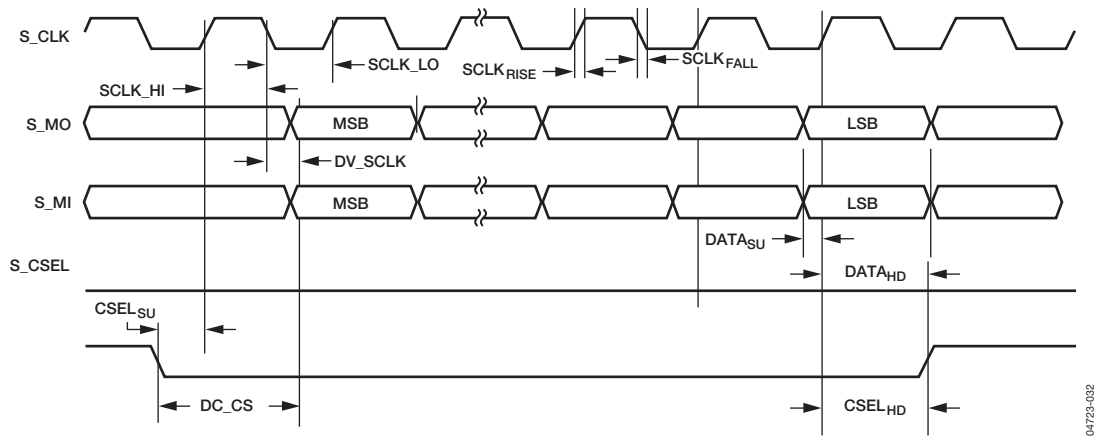 S_CLK
SCLK_LO
SCLK_RISE
SCLK_FALL
SCLK_HI
S_MO
MSB
LSB
DV_SCLK
S_MI
MSB
LSB
DATA_SU
S_CSEL
DATA_HD
CSEL_SU
DC_CS
CSEL_HD
04723-032